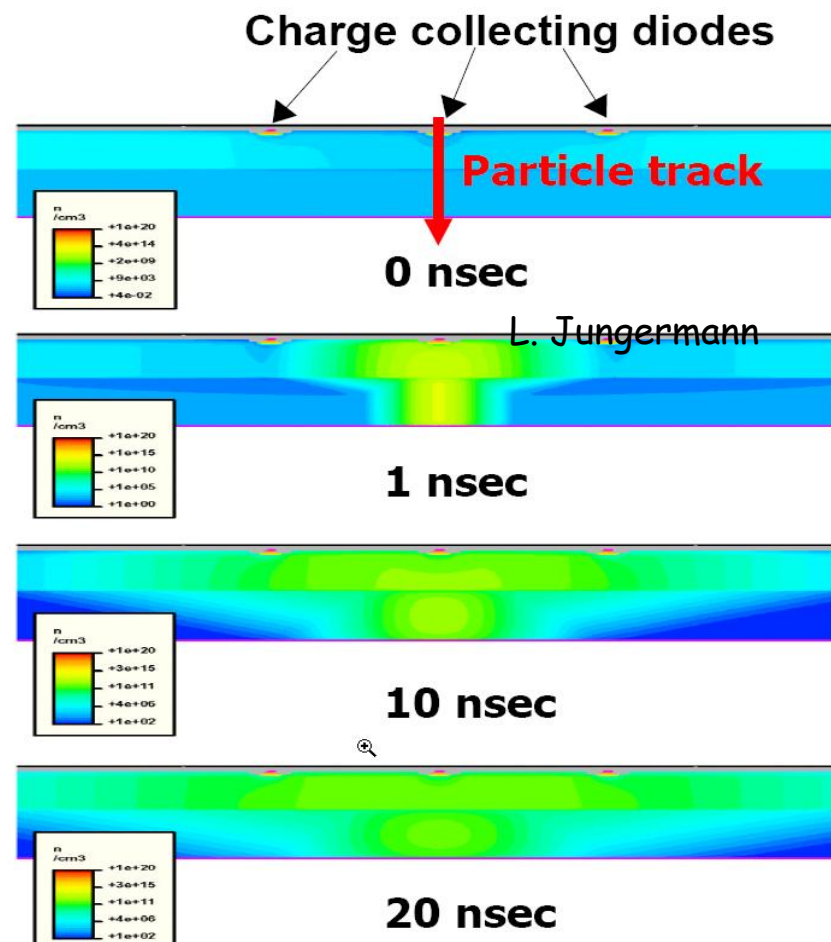 Charge collecting diodes
Particle track
n
/cm3
+1e+20
+4e+14
+2e+09
+9e+03
+4e-02
0 nsec
L. Jungermann
n
/cm3
+1e+20
+1e+15
+1e+10
+1e+05
+1e+00
1 nsec
n
/cm3
+1e+20
+3e+15
+1e+11
+4e+06
+1e+02
10 nsec
n
/cm3
+1e+20
+3e+15
+1e+11
+4e+06
+1e+02
20 nsec